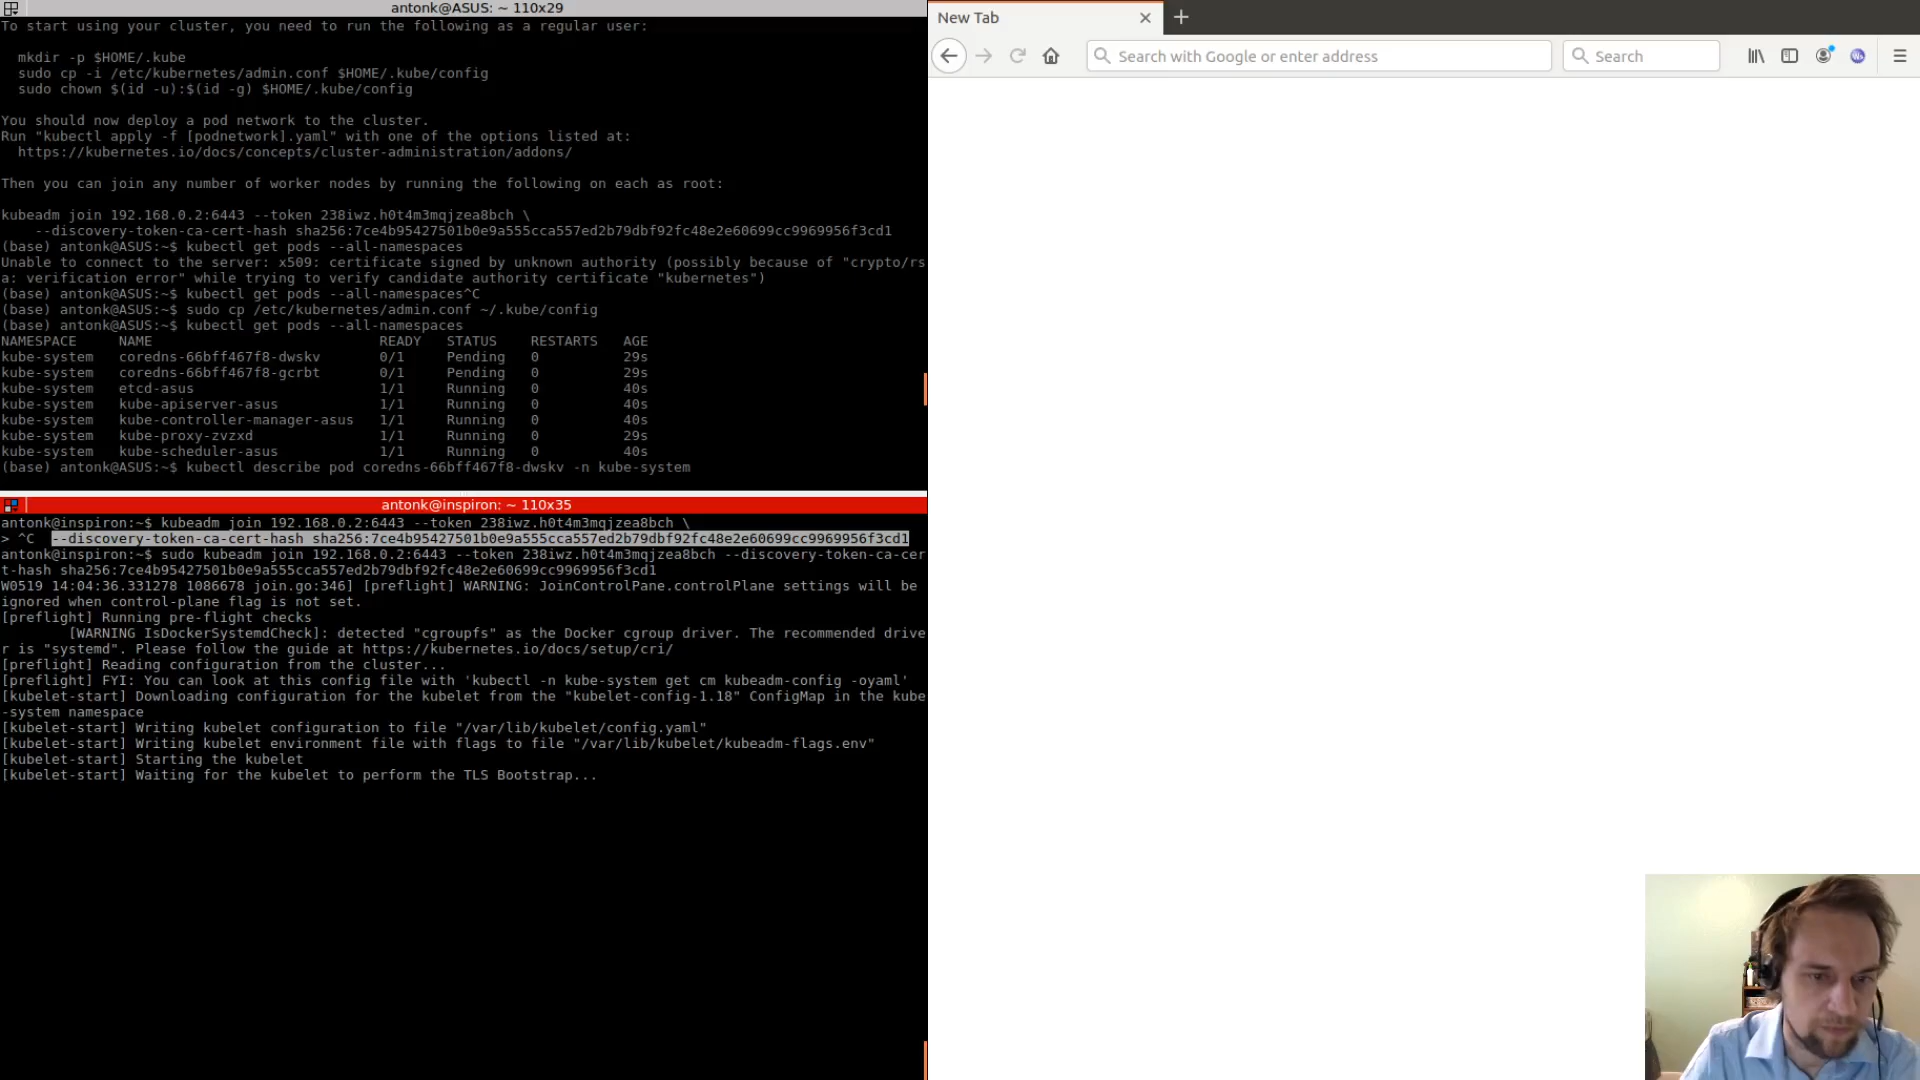 antonk@ASUS: ~ 110x29
To start using your cluster, you need to run the following as a regular user:
mkdir -p $HOME/.kube
sudo cp -i /etc/kubernetes/admin.conf $HOME/.kube/config
sudo chown $(id -u):$(id -g) $HOME/.kube/config
You should now deploy a pod network to the cluster.
Run "kubectl apply -f [podnetwork].yaml" with one of the options listed at:
https://kubernetes.io/docs/concepts/cluster-administration/addons/
Then you can join any number of worker nodes by running the following on each as root:
kubeadm join 192.168.0.2:6443 --token 238iwz.h0t4m3mqjzea8bch \
--discovery-token-ca-cert-hash sha256:7ce4b95427501b0e9a555cca557ed2b79dbf92fc48e2e60699cc9969956f3cd1
(base) antonk@ASUS:~$ kubectl get pods --all-namespaces
Unable to connect to the server: x509: certificate signed by unknown authority (possibly because of "crypto/rs
a: verification error" while trying to verify candidate authority certificate "kubernetes")
(base) antonk@ASUS:~$ kubectl get pods --all-namespaces^C
(base) antonk@ASUS:~$ sudo cp /etc/kubernetes/admin.conf ~/.kube/config
(base) antonk@ASUS:~$ kubectl get pods --all-namespaces
NAMESPACE NAME READY STATUS RESTARTS AGE
kube-system coredns-66bff467f8-dwskv 0/1 Pending 0 29s
kube-system coredns-66bff467f8-gcrbt 0/1 Pending 0 29s
kube-system etcd-asus 1/1 Running 0 40s
kube-system kube-apiserver-asus 1/1 Running 0 40s
kube-system kube-controller-manager-asus 1/1 Running 0 40s
kube-system kube-proxy-zvzxd 1/1 Running 0 29s
kube-system kube-scheduler-asus 1/1 Running 0 40s
(base) antonk@ASUS:~$ kubectl describe pod coredns-66bff467f8-dwskv -n kube-system
antonk@inspiron: ~ 110x35
antonk@inspiron:~$ kubeadm join 192.168.0.2:6443 --token 238iwz.h0t4m3mqjzea8bch \
> ^C --discovery-token-ca-cert-hash sha256:7ce4b95427501b0e9a555cca557ed2b79dbf92fc48e2e60699cc9969956f3cd1
antonk@inspiron:~$ sudo kubeadm join 192.168.0.2:6443 --token 238iwz.h0t4m3mqjzea8bch --discovery-token-ca-cer
t-hash sha256:7ce4b95427501b0e9a555cca557ed2b79dbf92fc48e2e60699cc9969956f3cd1
W0519 14:04:36.331278 1086678 join.go:346] [preflight] WARNING: JoinControlPane.controlPlane settings will be
ignored when control-plane flag is not set.
[preflight] Running pre-flight checks
[WARNING IsDockerSystemdCheck]: detected "cgroupfs" as the Docker cgroup driver. The recommended drive
r is "systemd". Please follow the guide at https://kubernetes.io/docs/setup/cri/
[preflight] Reading configuration from the cluster...
[preflight] FYI: You can look at this config file with 'kubectl -n kube-system get cm kubeadm-config -oyaml'
[kubelet-start] Downloading configuration for the kubelet from the "kubelet-config-1.18" ConfigMap in the kube
-system namespace
[kubelet-start] Writing kubelet configuration to file "/var/lib/kubelet/config.yaml"
[kubelet-start] Writing kubelet environment file with flags to file "/var/lib/kubelet/kubeadm-flags.env"
[kubelet-start] Starting the kubelet
[kubelet-start] Waiting for the kubelet to perform the TLS Bootstrap...
New Tab
Search with Google or enter address
Search